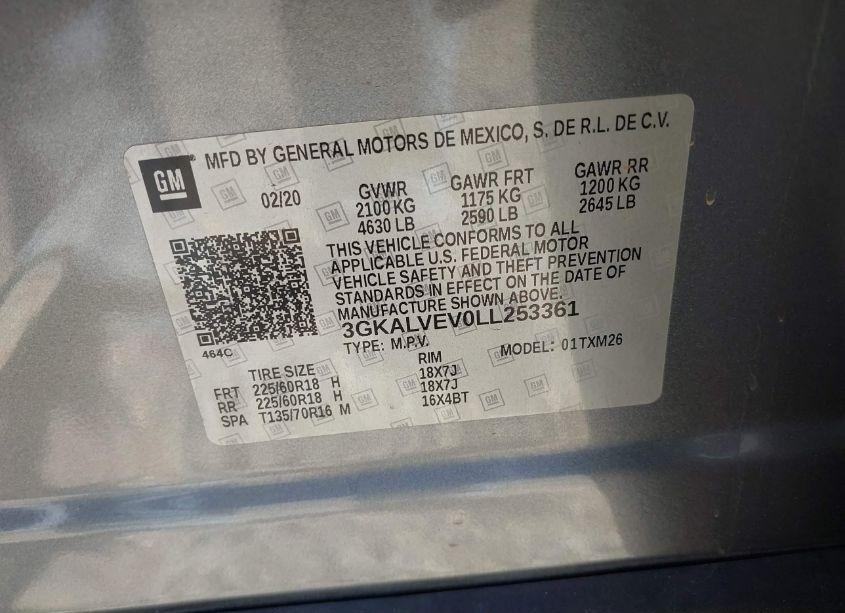 GM
MFD BY GENERAL MOTORS DE MEXICO, S. DE R.L. DE C.V.
02/20 GVWR GAWR FRT GAWR RR
2100 KG 1175 KG 1200 KG
4630 LB 2590 LB 2645 LB
THIS VEHICLE CONFORMS TO ALL
APPLICABLE U.S. FEDERAL MOTOR
VEHICLE SAFETY AND THEFT PREVENTION
STANDARDS IN EFFECT ON THE DATE OF
MANUFACTURE SHOWN ABOVE.
3GKALVEV0LL253361
464C
TYPE: M.P.V. MODEL: 01TXM26
TIRE SIZE RIM
FRT 225/60R18 H 18X7J
RR 225/60R18 H 18X7J
SPA T135/70R16 M 16X4BT